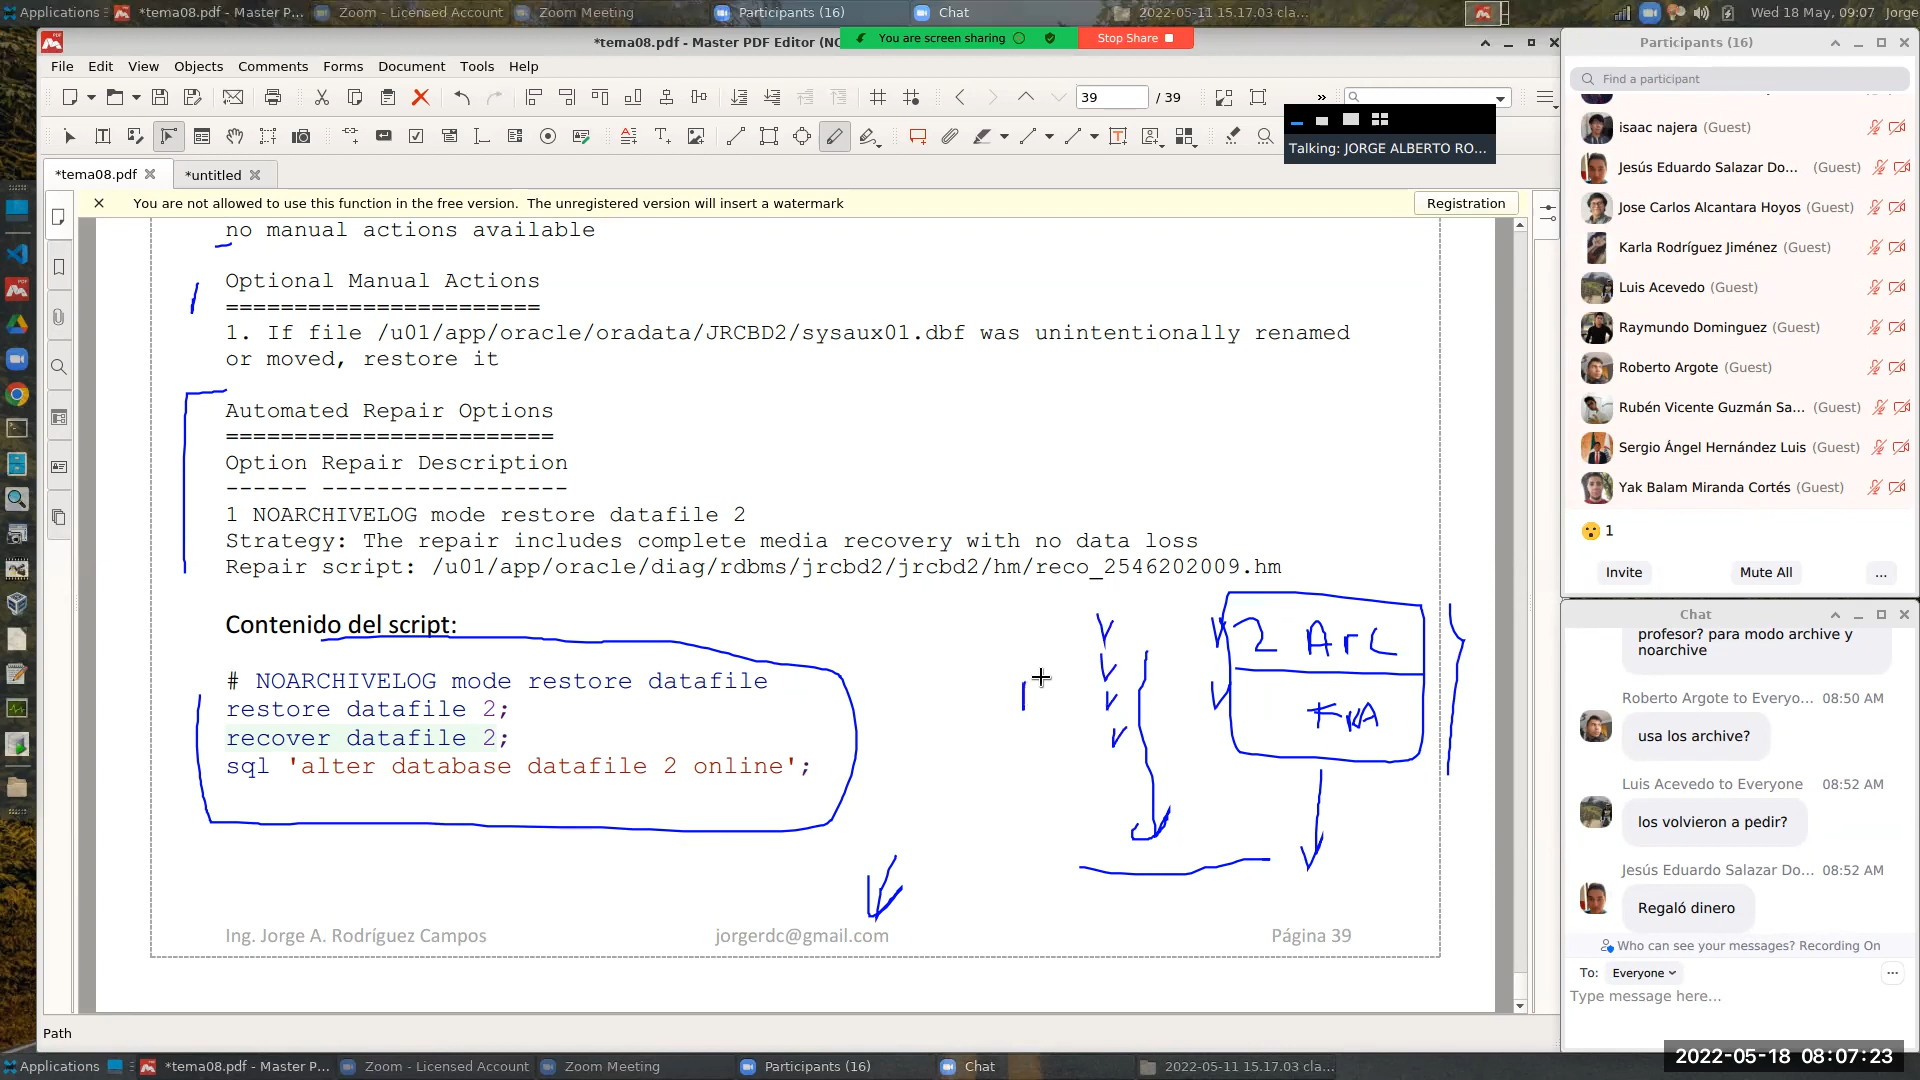 Applications
*tema08.pdf - Master P...
Zoom - Licensed Account
Zoom Meeting
Participants (16)
Chat
2022-05-11 15.17.03 cla...
Wed 18 May, 09:07
Jorge
*tema08.pdf - Master PDF Editor (NO
You are screen sharing
Stop Share
File Edit View Objects Comments Forms Document Tools Help
39 / 39
»
Talking: JORGE ALBERTO RO...
*tema08.pdf
*untitled
You are not allowed to use this function in the free version. The unregistered version will insert a watermark
Registration
no manual actions available
Optional Manual Actions
=======================
1. If file /u01/app/oracle/oradata/JRCBD2/sysaux01.dbf was unintentionally renamed
or moved, restore it
Automated Repair Options
========================
Option Repair Description
------ ------------------
1 NOARCHIVELOG mode restore datafile 2
Strategy: The repair includes complete media recovery with no data loss
Repair script: /u01/app/oracle/diag/rdbms/jrcbd2/jrcbd2/hm/reco_2546202009.hm
Contenido del script:
# NOARCHIVELOG mode restore datafile
restore datafile 2;
recover datafile 2;
sql 'alter database datafile 2 online';
2 Arc
Ing. Jorge A. Rodríguez Campos
jorgerdc@gmail.com
Página 39
Path
Participants (16)
Find a participant
isaac najera (Guest)
Jesús Eduardo Salazar Do... (Guest)
Jose Carlos Alcantara Hoyos (Guest)
Karla Rodríguez Jiménez (Guest)
Luis Acevedo (Guest)
Raymundo Dominguez (Guest)
Roberto Argote (Guest)
Rubén Vicente Guzmán Sa... (Guest)
Sergio Ángel Hernández Luis (Guest)
Yak Balam Miranda Cortés (Guest)
1
Invite
Mute All
...
Chat
profesor? para modo archive y
noarchive
Roberto Argote to Everyo... 08:50 AM
usa los archive?
Luis Acevedo to Everyone 08:52 AM
los volvieron a pedir?
Jesús Eduardo Salazar Do... 08:52 AM
Regaló dinero
Who can see your messages? Recording On
To: Everyone
Type message here...
Applications
*tema08.pdf - Master P...
Zoom - Licensed Account
Zoom Meeting
Participants (16)
Chat
2022-05-11 15.17.03 cla...
2022-05-18 08:07:23